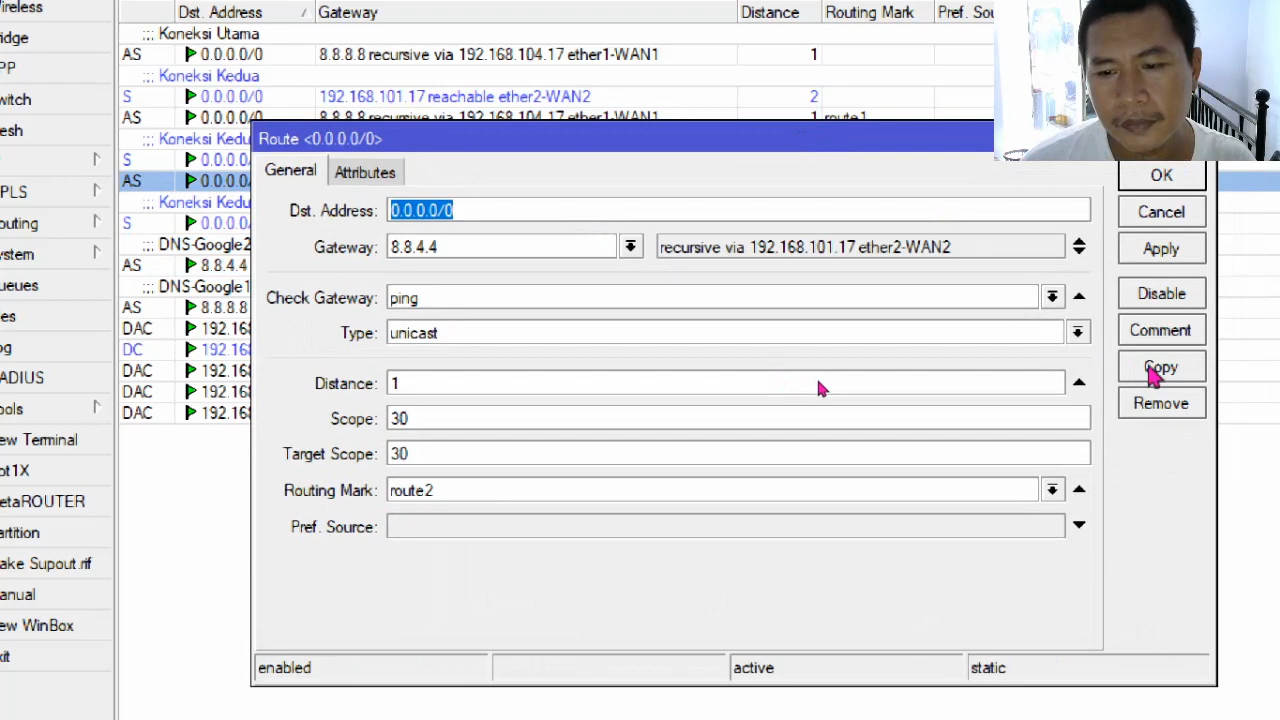 ireless
Dst. Address / Gateway Distance Routing Mark Pref. Sou
;;; Koneksi Utama
ridge
AS 0.0.0.0/0 8.8.8.8 recursive via 192.168.104.17 ether1-WAN1 1
PP
;;; Koneksi Kedua
witch
S 0.0.0.0/0 192.168.101.17 reachable ether2-WAN2 2
AS 0.0.0.0/0 8.8.8.8 recursive via 192.168.104.17 ether1-WAN1 1 route1
esh
;;; Koneksi Kedu
Route <0.0.0.0/0>
S 0.0.0.0/
General Attributes
OK
AS 0.0.0.0/
PLS
;;; Koneksi Kedu
Dst. Address: 0.0.0.0/0
Cancel
outing
S 0.0.0.0/
;;; DNS-Google2
Gateway: 8.8.4.4 recursive via 192.168.101.17 ether2-WAN2
Apply
ystem
AS 8.8.4.4
ueues
;;; DNS-Google1
Check Gateway: ping
Disable
AS 8.8.8.8
es
DAC 192.168
Type: unicast
Comment
og
DC 192.168
DAC 192.168
Copy
ADIUS
Distance: 1
DAC 192.168
Remove
ools
DAC 192.168
Scope: 30
ew Terminal
Target Scope: 30
ot1X
Routing Mark: route2
etaROUTER
Pref. Source:
artition
ake Supout.rif
anual
ew WinBox
xit
enabled active static